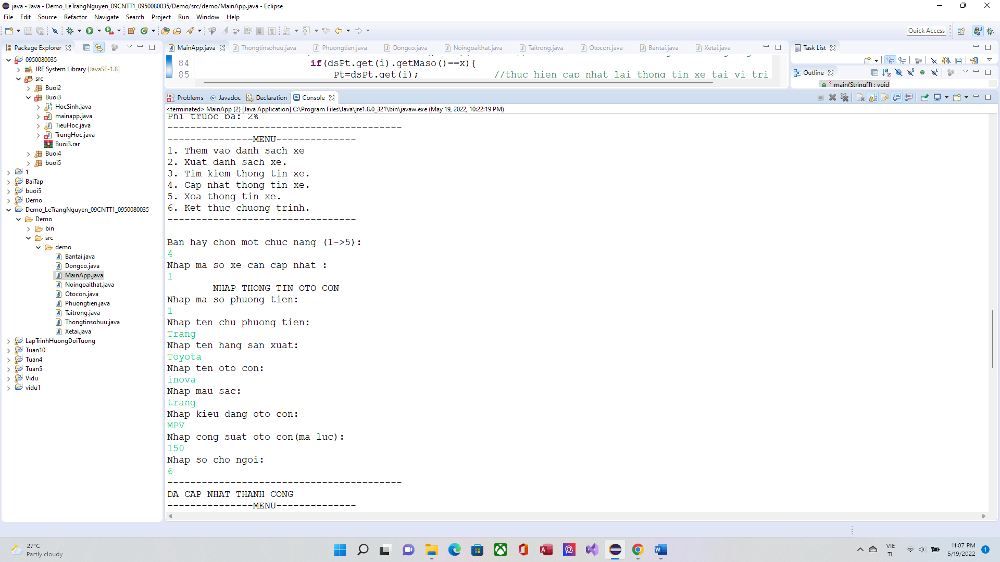 java - Java - Demo_LeTrangNguyen_09CNTT1_0950080035/Demo/src/demo/MainApp.java - Eclipse
File Edit Source Refactor Navigate Search Project Run Window Help
Quick Access
Package Explorer
0950080035
JRE System Library [JavaSE-1.8]
src
Buoi2
Buoi3
HocSinh.java
mainapp.java
TieuHoc.java
TrungHoc.java
Buoi3.rar
Buoi4
buoi5
1
BaiTap
buoi5
Demo
Demo_LeTrangNguyen_09CNTT1_0950080035
Demo
bin
src
demo
Bantai.java
Dongco.java
MainApp.java
Noingoaithat.java
Otocon.java
Phuongtien.java
Taitrong.java
Thongtinsohuu.java
Xetai.java
LapTrinhHuongDoiTuong
Tuan10
Tuan4
Tuan5
Vidu
vidu1
MainApp.java Thongtinsohuu.java Phuongtien.java Dongco.java Noingoaithat.java Taitrong.java Otocon.java Bantai.java Xetai.java
84 if(dsPt.get(i).getMaso()==x){
85 Pt=dsPt.get(i); //thuc hien cap nhat lai thong tin xe tai vi tri
Task List
Outline
main(String[]) : void
Problems @ Javadoc Declaration Console
<terminated> MainApp (2) [Java Application] C:\Program Files\Java\jre1.8.0_321\bin\javaw.exe (May 19, 2022, 10:22:19 PM)
Phi truoc ba: 2%
-----------------------------------------
---------------MENU--------------
1. Them vao danh sach xe
2. Xuat danh sach xe.
3. Tim kiem thong tin xe.
4. Cap nhat thong tin xe.
5. Xoa thong tin xe.
6. Ket thuc chuong trinh.
---------------------------------
Ban hay chon mot chuc nang (1->5):
4
Nhap ma so xe can cap nhat :
1
NHAP THONG TIN OTO CON
Nhap ma so phuong tien:
1
Nhap ten chu phuong tien:
Trang
Nhap ten hang san xuat:
Toyota
Nhap ten oto con:
inova
Nhap mau sac:
trang
Nhap kieu dang oto con:
MPV
Nhap cong suat oto con(ma luc):
150
Nhap so cho ngoi:
6
-----------------------------------------
DA CAP NHAT THANH CONG
---------------MENU--------------
27°C
Partly cloudy
VIE
TL
11:07 PM
5/19/2022
1